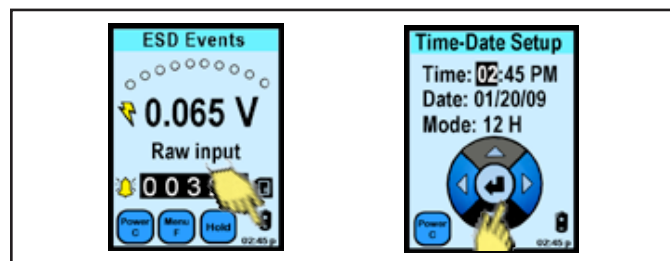 ESD Events
0.065 V
Raw input
003
Power C
Menu F
Hold
02:45 p
Time-Date Setup
Time: 02:45 PM
Date: 01/20/09
Mode: 12 H
Power C
02:45 p